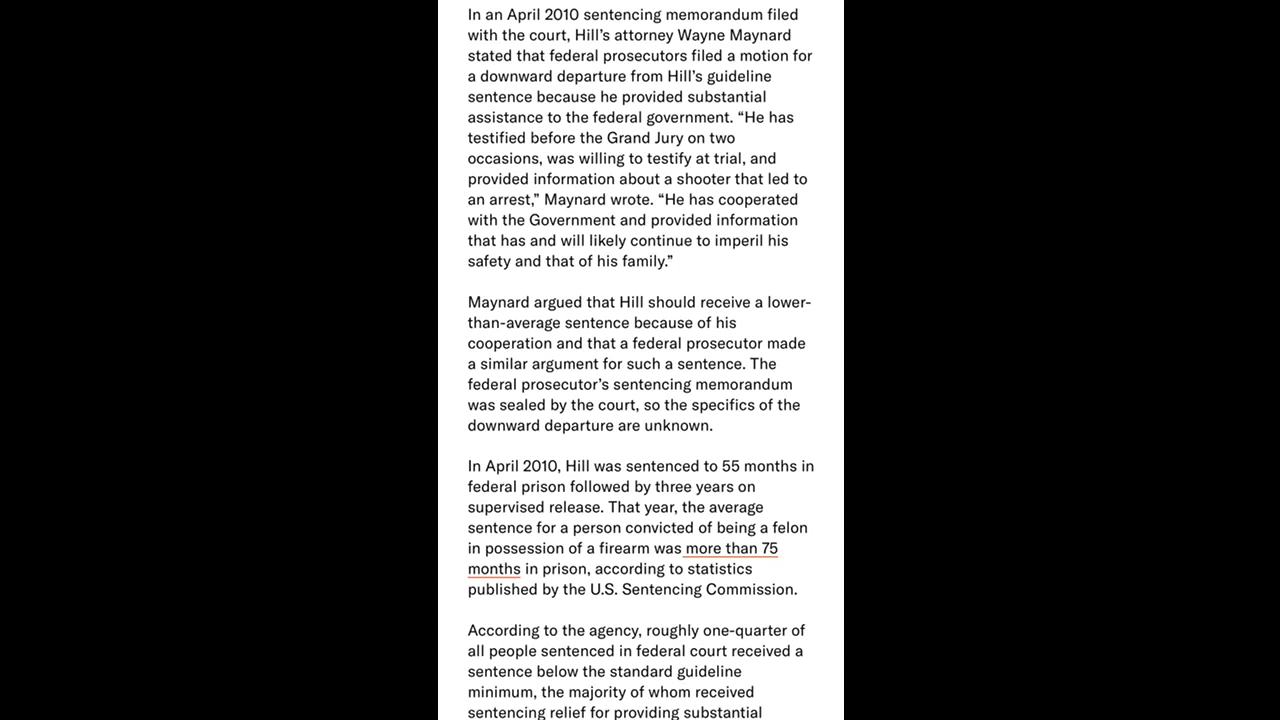 In an April 2010 sentencing memorandum filed
with the court, Hill’s attorney Wayne Maynard
stated that federal prosecutors filed a motion for
a downward departure from Hill’s guideline
sentence because he provided substantial
assistance to the federal government. “He has
testified before the Grand Jury on two
occasions, was willing to testify at trial, and
provided information about a shooter that led to
an arrest,” Maynard wrote. “He has cooperated
with the Government and provided information
that has and will likely continue to imperil his
safety and that of his family.”
Maynard argued that Hill should receive a lower-
than-average sentence because of his
cooperation and that a federal prosecutor made
a similar argument for such a sentence. The
federal prosecutor’s sentencing memorandum
was sealed by the court, so the specifics of the
downward departure are unknown.
In April 2010, Hill was sentenced to 55 months in
federal prison followed by three years on
supervised release. That year, the average
sentence for a person convicted of being a felon
in possession of a firearm was more than 75
months in prison, according to statistics
published by the U.S. Sentencing Commission.
According to the agency, roughly one-quarter of
all people sentenced in federal court received a
sentence below the standard guideline
minimum, the majority of whom received
sentencing relief for providing substantial